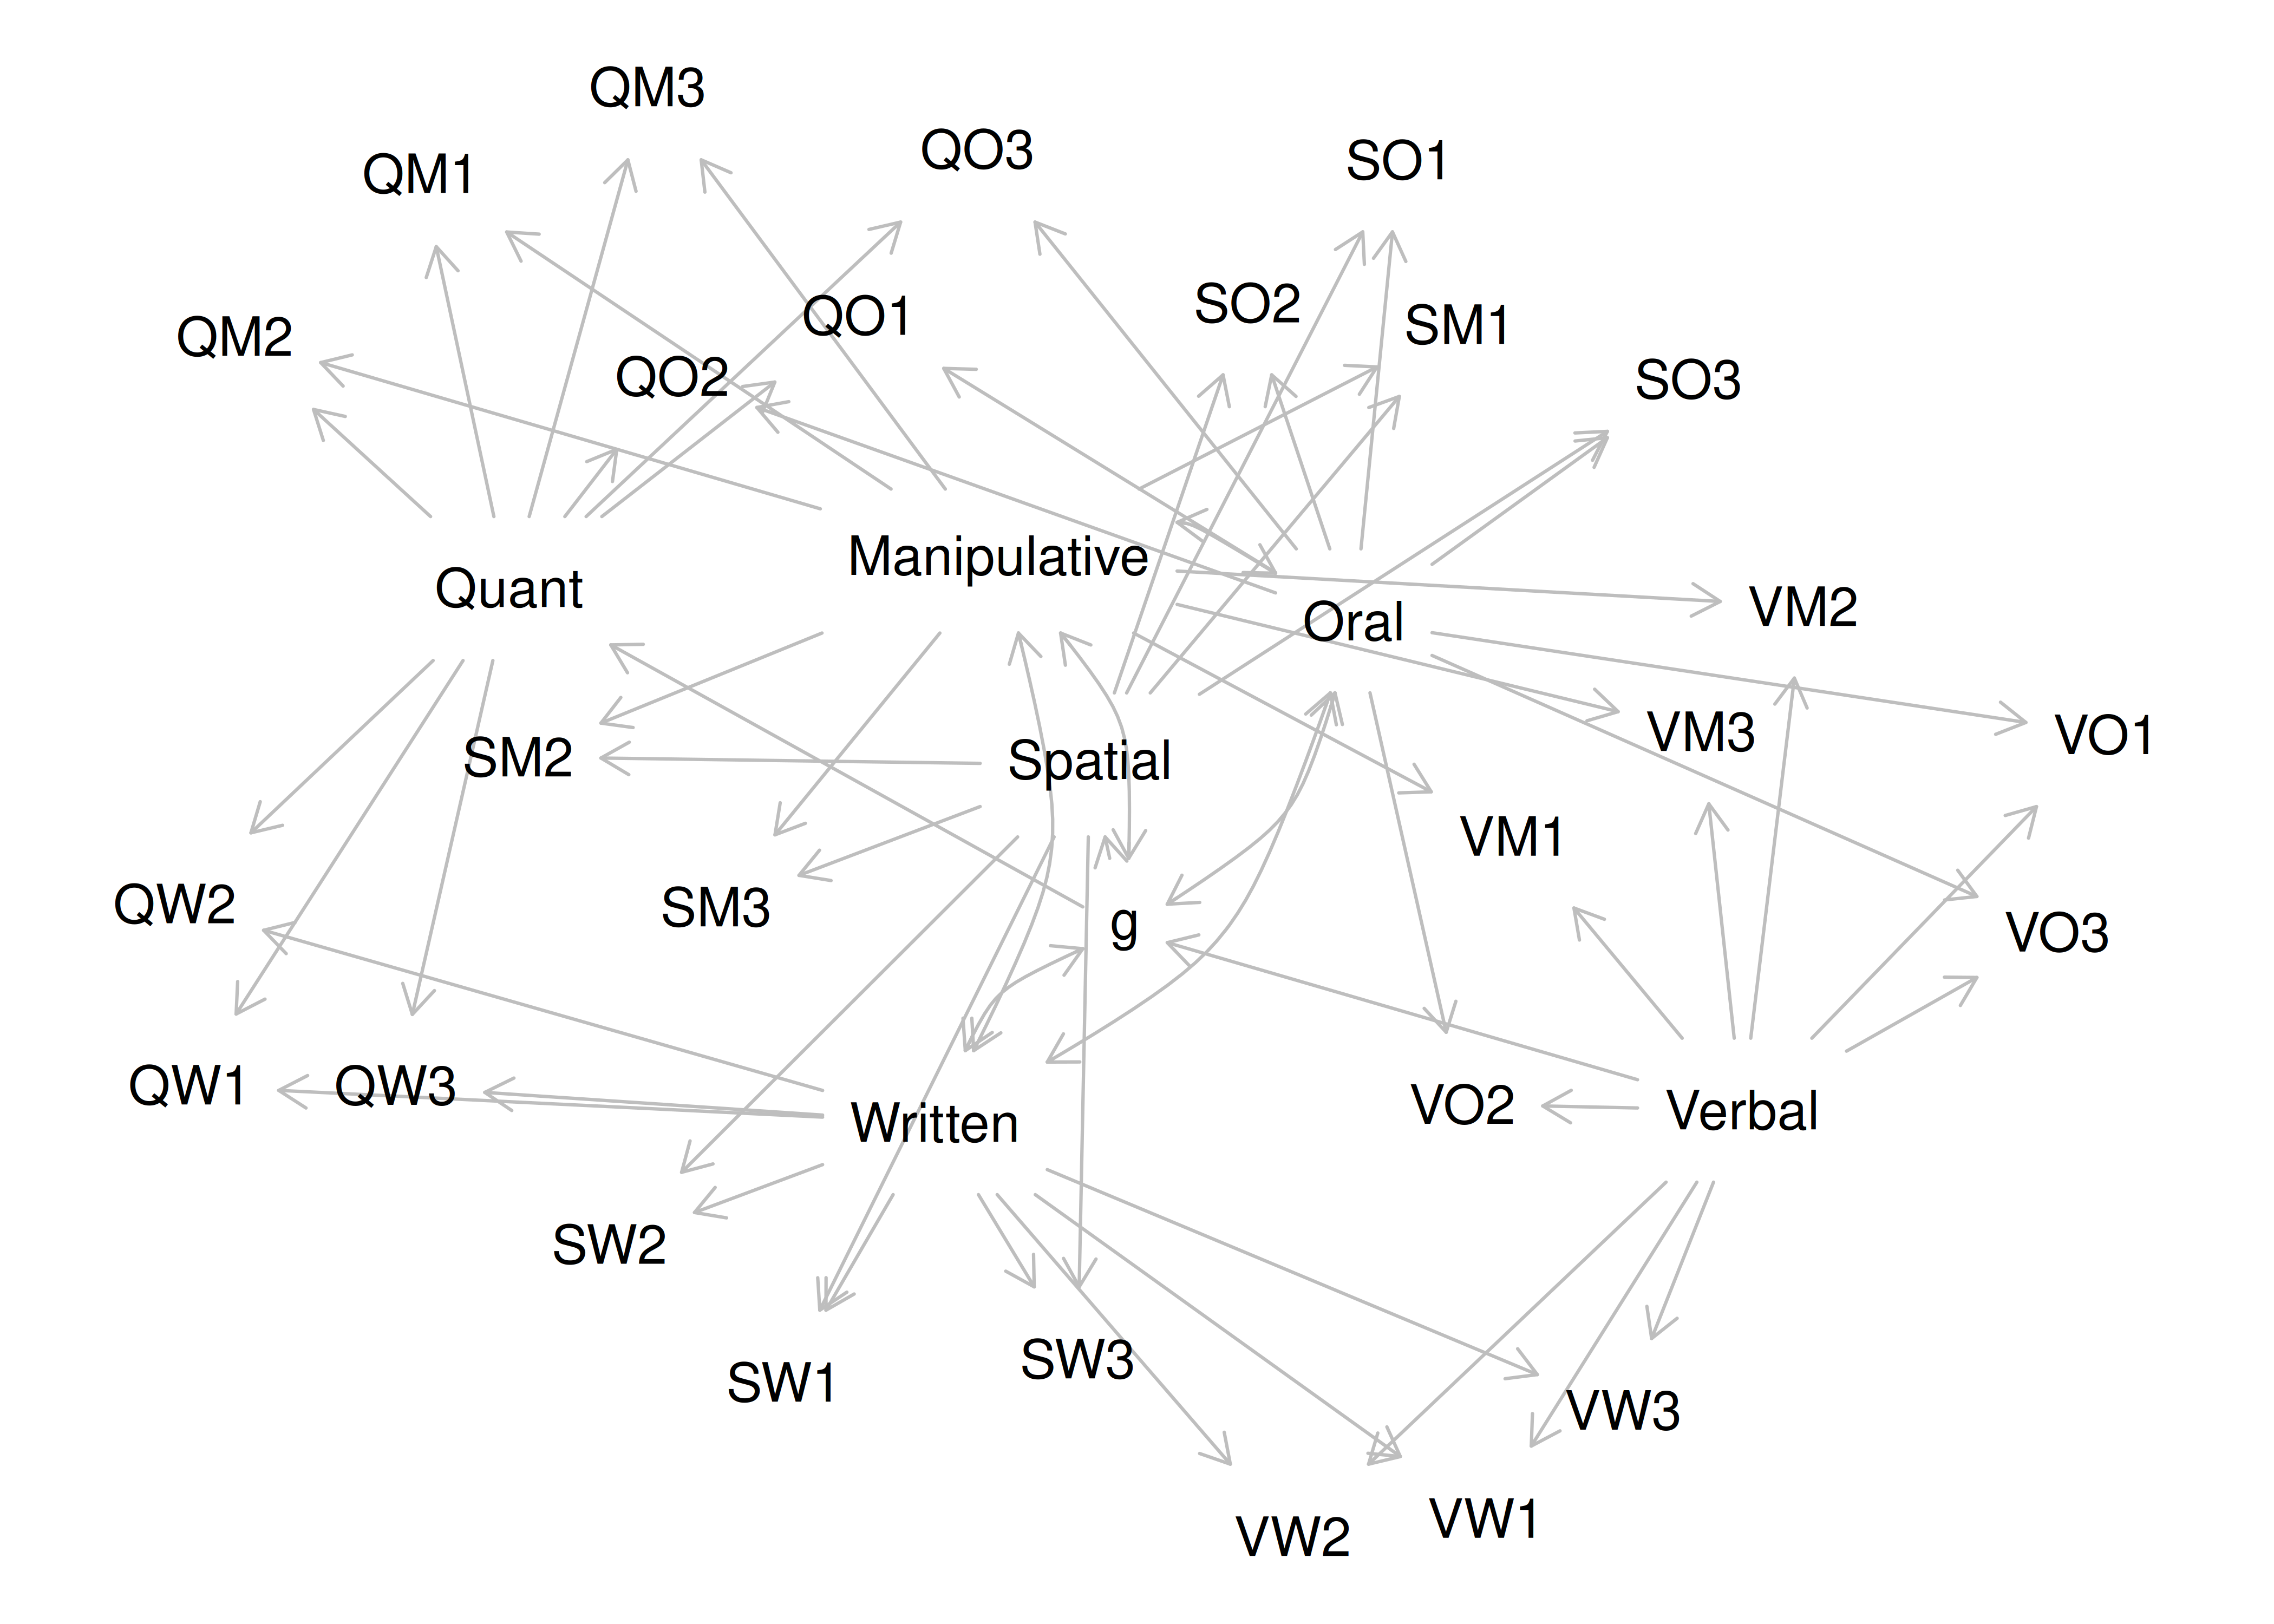 QM3
QO3
SO1
QM1
SO2
QO1
SM1
QM2
QO2
SO3
Manipulative
Quant
VM2
Oral
VM3
VO1
SM2
Spatial
VM1
QW2
SM3
g
VO3
QW1
QW3
VO2
Verbal
Written
SW2
SW3
SW1
VW3
VW1
VW2